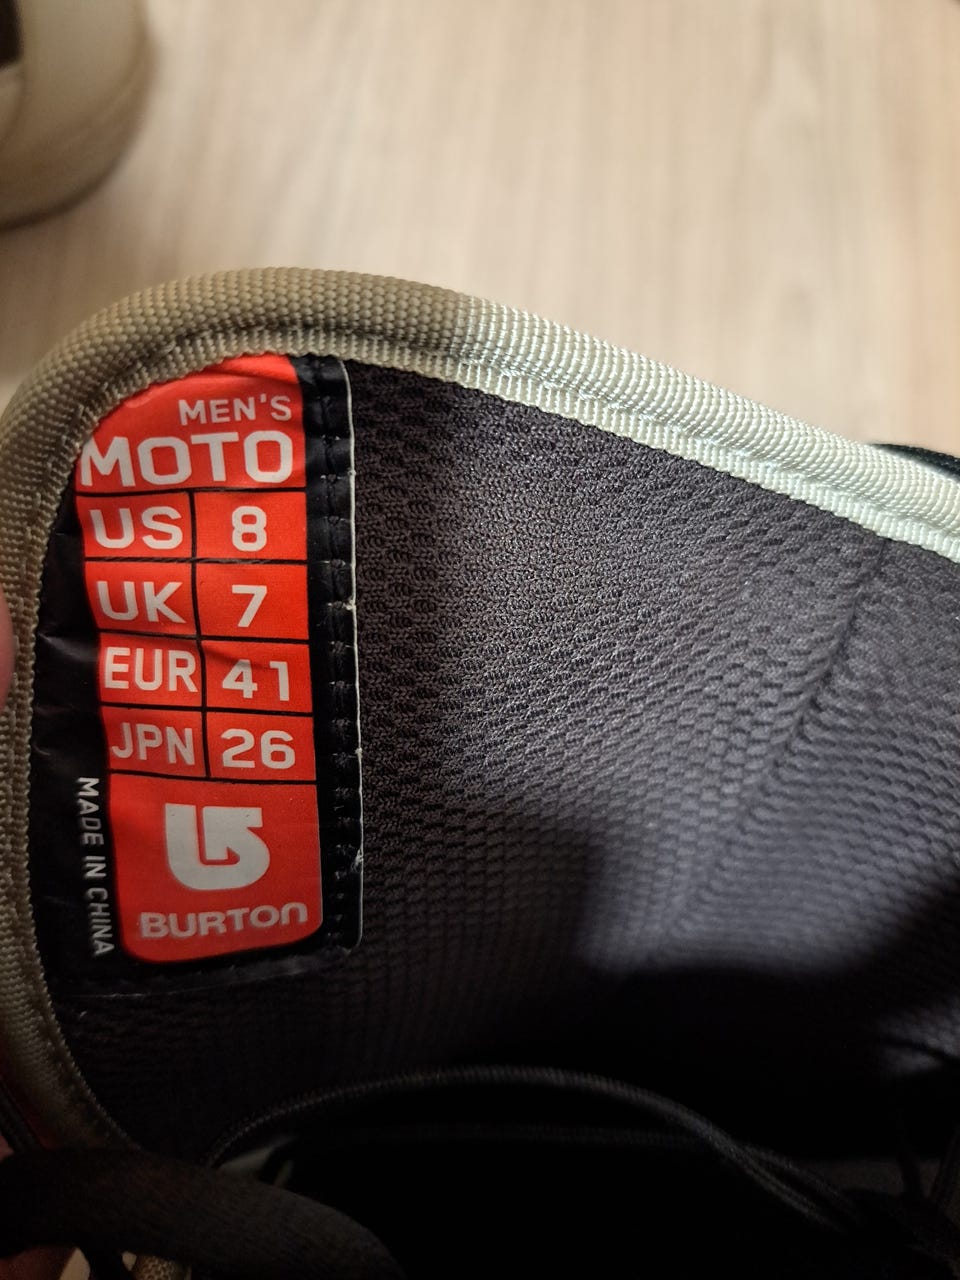 MEN'S
MOTO
US 8
UK 7
EUR 41
JPN 26
BURTON
MADE IN CHINA